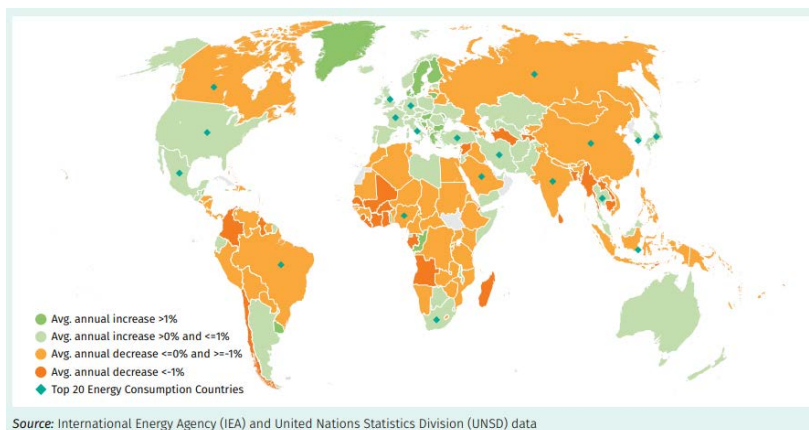 Avg. annual increase >1%
Avg. annual increase >0% and <=1%
Avg. annual decrease <=0% and >=-1%
Avg. annual decrease <-1%
Top 20 Energy Consumption Countries
Source: International Energy Agency (IEA) and United Nations Statistics Division (UNSD) data